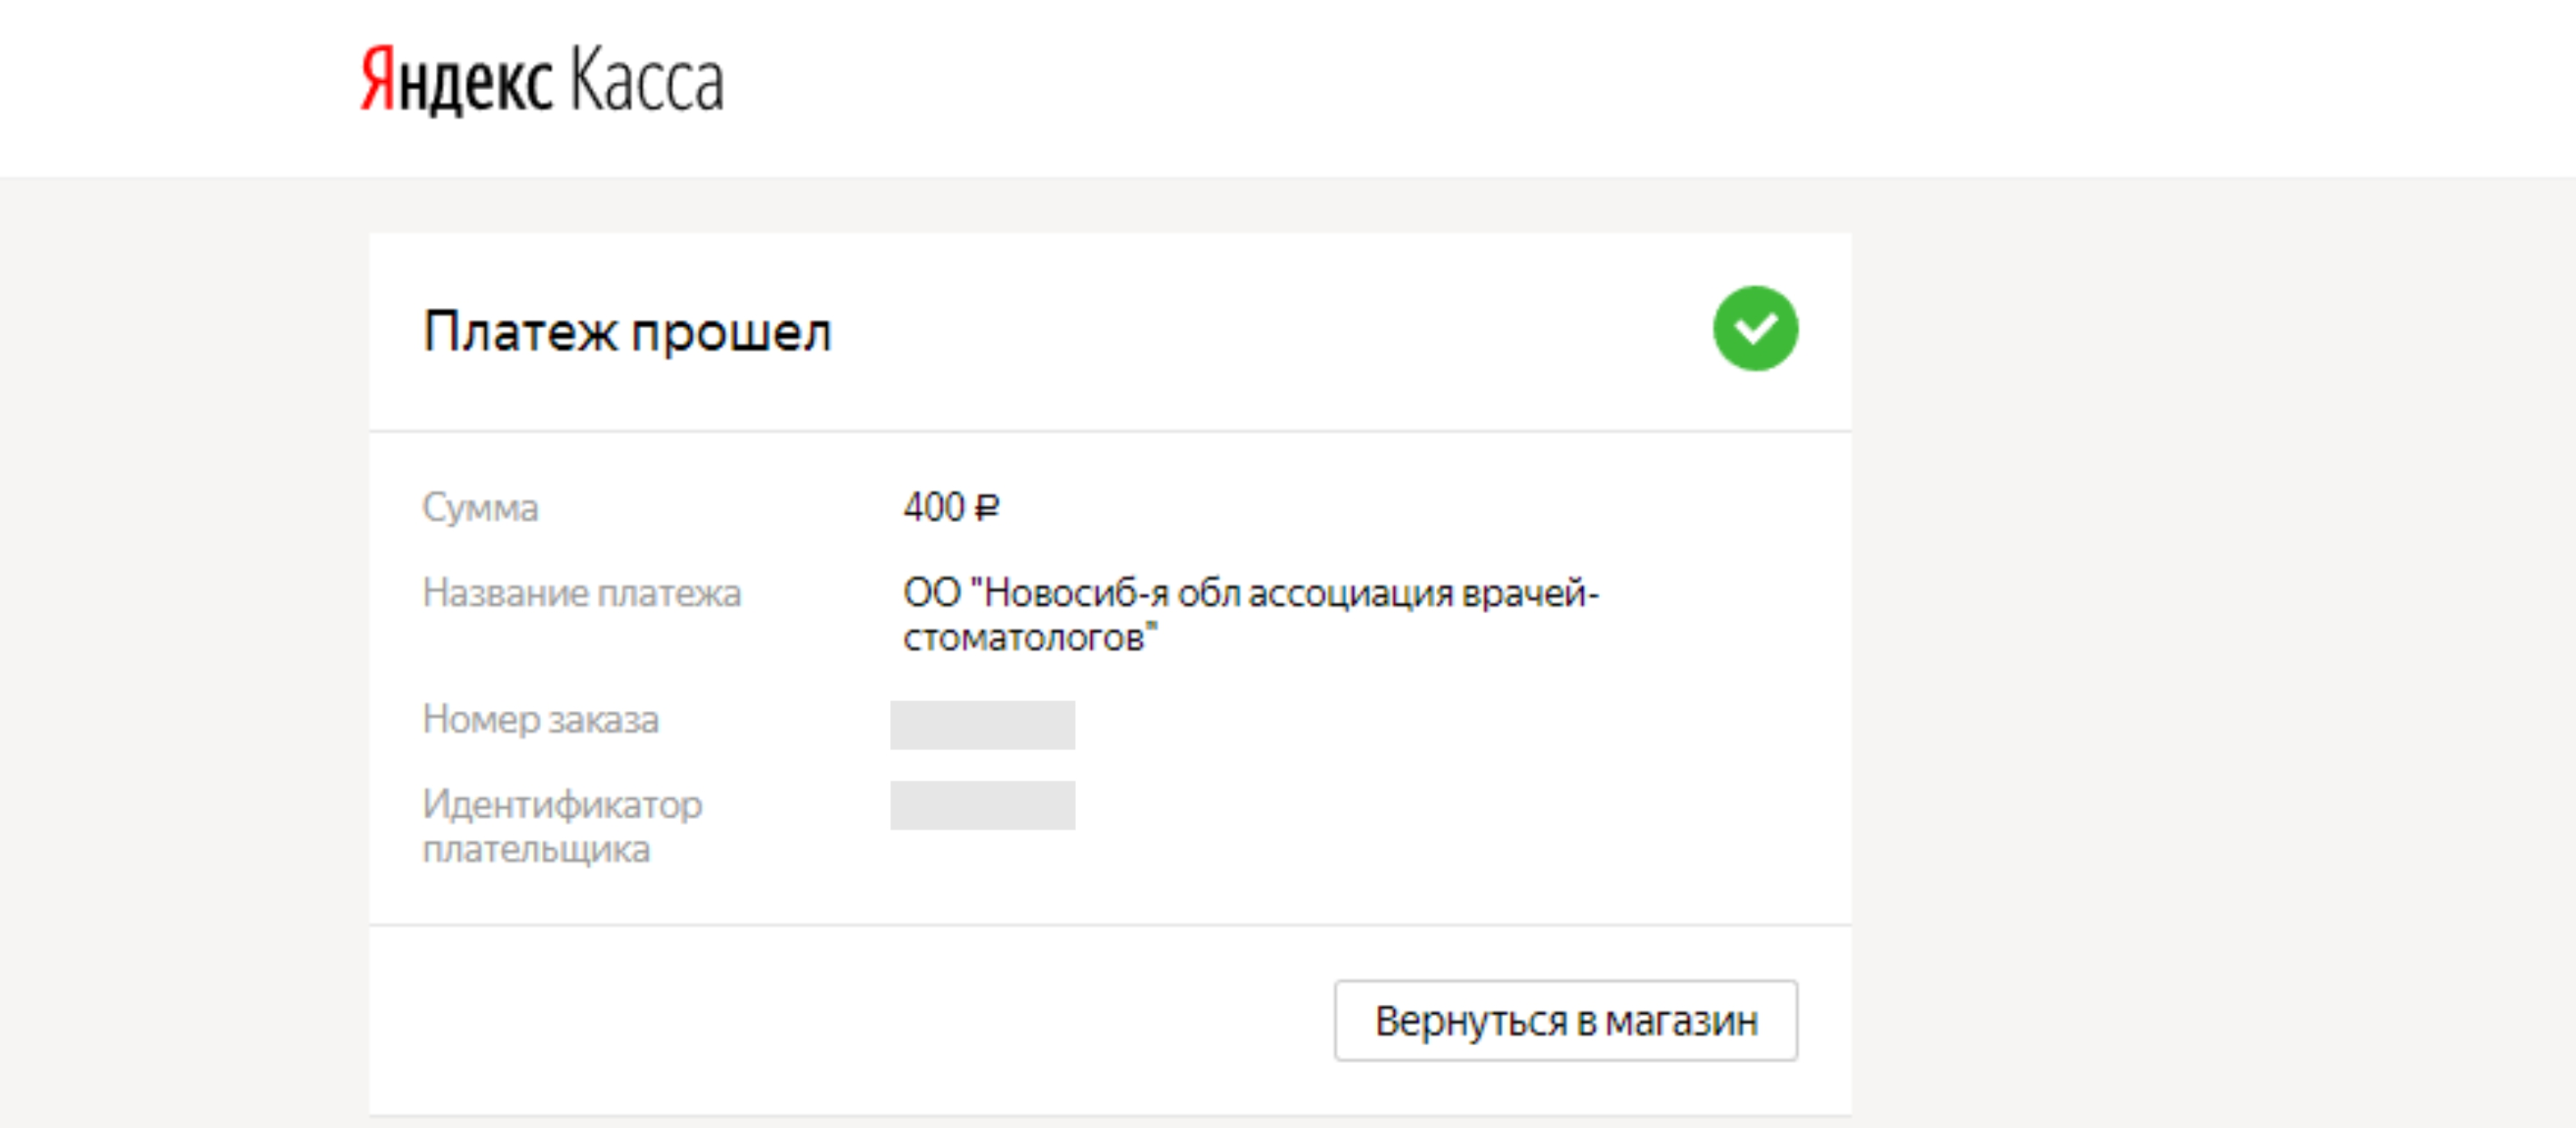 Яндекс Касса
Платеж прошел
Сумма
400 ₽
Название платежа
ОО "Новосиб-я обл ассоциация врачей-
стоматологов"
Номер заказа
Идентификатор
плательщика
Вернуться в магазин